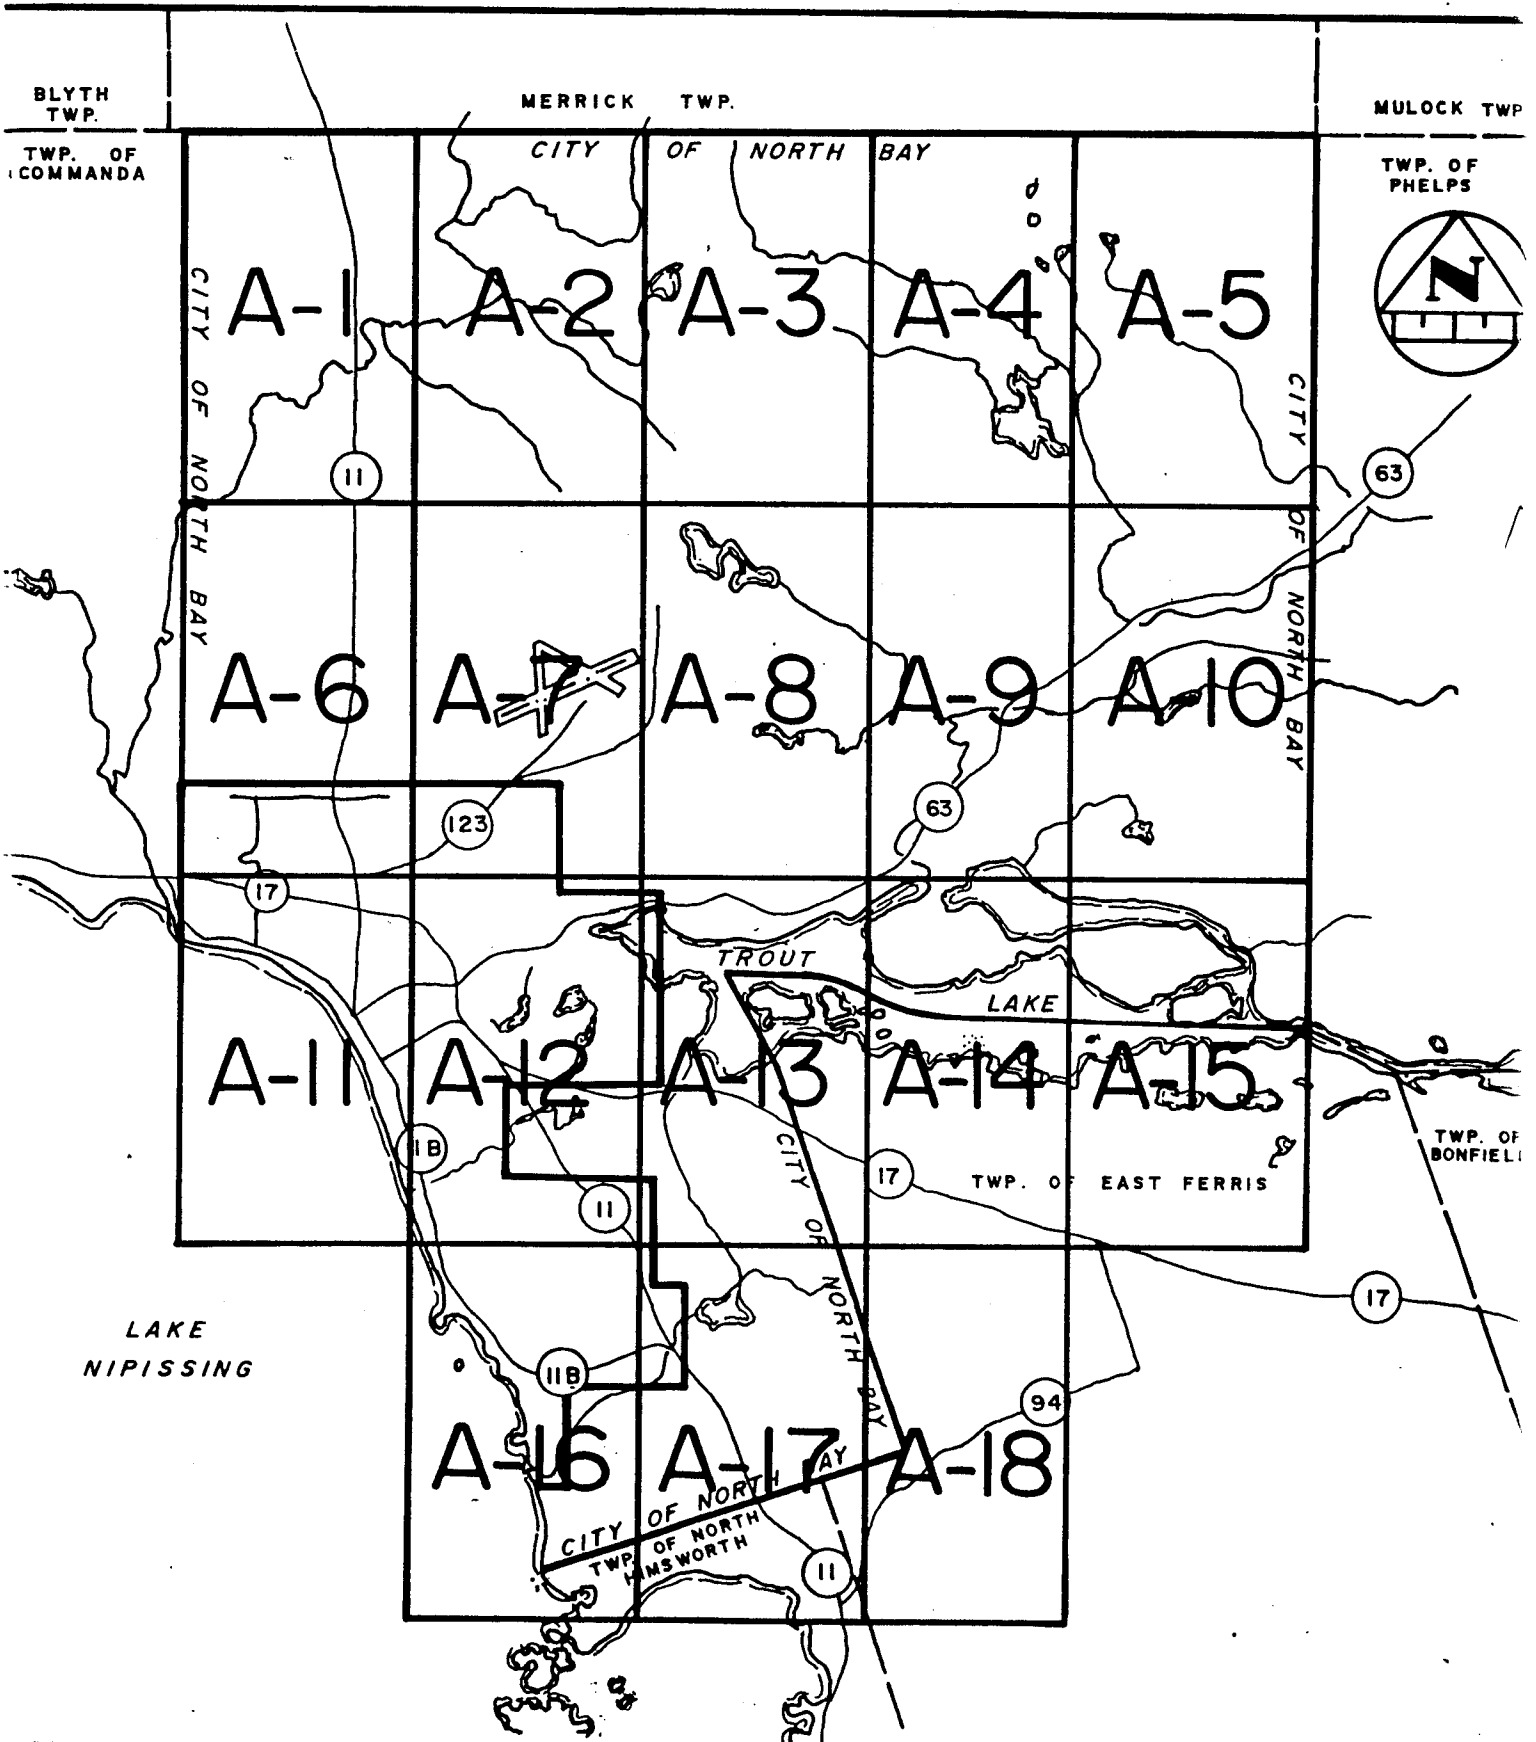 BLYTH
TWP.
MERRICK TWP.
MULOCK TWP
TWP. OF
COMMANDA
CITY OF NORTH BAY
TWP. OF
PHELPS
N
CITY OF NORTH BAY
A-1
A-2
A-3
A-4
A-5
CITY OF NORTH BAY
11
63
A-6
A-7
A-8
A-9
A-10
123
63
17
TROUT
LAKE
A-11
A-12
A-13
A-14
A-15
1B
CITY OF NORTH BAY
17
TWP. OF
BONFIEL
TWP. OF EAST FERRIS
11
17
LAKE
NIPISSING
11B
94
A-16
A-17
A-18
CITY OF NORTH AY
TWP. OF NORTH
HIMSWORTH
11